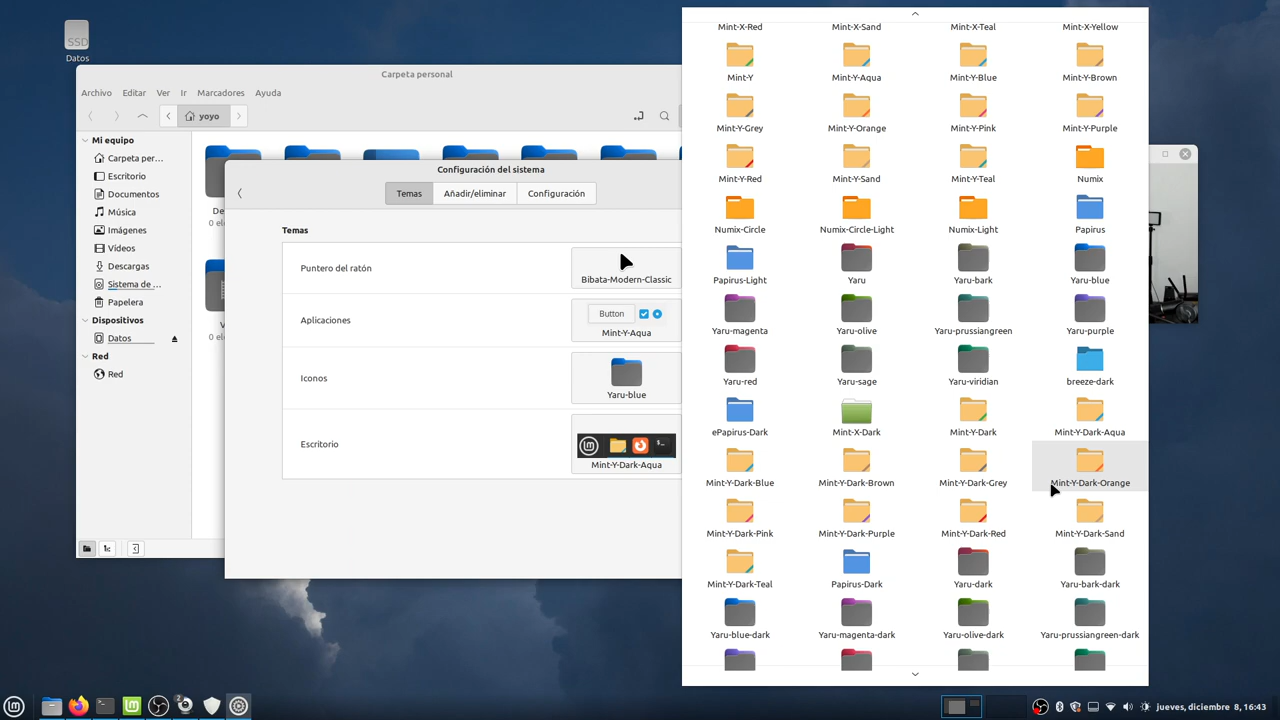 SSD
Datos
Carpeta personal
Archivo Editar Ver Ir Marcadores Ayuda
yoyo
Mi equipo
Carpeta per...
Escritorio
Documentos
Música
Imágenes
Vídeos
Descargas
Sistema de ...
Papelera
Dispositivos
Datos
Red
Red
De
0 el
V
0 el
Configuración del sistema
Temas Añadir/eliminar Configuración
Temas
Puntero del ratón
Bibata-Modern-Classic
Aplicaciones
Button
Mint-Y-Aqua
Iconos
Yaru-blue
Escritorio
Mint-Y-Dark-Aqua
Mint-X-Red Mint-X-Sand Mint-X-Teal Mint-X-Yellow
Mint-Y Mint-Y-Aqua Mint-Y-Blue Mint-Y-Brown
Mint-Y-Grey Mint-Y-Orange Mint-Y-Pink Mint-Y-Purple
Mint-Y-Red Mint-Y-Sand Mint-Y-Teal Numix
Numix-Circle Numix-Circle-Light Numix-Light Papirus
Papirus-Light Yaru Yaru-bark Yaru-blue
Yaru-magenta Yaru-olive Yaru-prussiangreen Yaru-purple
Yaru-red Yaru-sage Yaru-viridian breeze-dark
ePapirus-Dark Mint-X-Dark Mint-Y-Dark Mint-Y-Dark-Aqua
Mint-Y-Dark-Blue Mint-Y-Dark-Brown Mint-Y-Dark-Grey Mint-Y-Dark-Orange
Mint-Y-Dark-Pink Mint-Y-Dark-Purple Mint-Y-Dark-Red Mint-Y-Dark-Sand
Mint-Y-Dark-Teal Papirus-Dark Yaru-dark Yaru-bark-dark
Yaru-blue-dark Yaru-magenta-dark Yaru-olive-dark Yaru-prussiangreen-dark
jueves, diciembre 8, 16:43